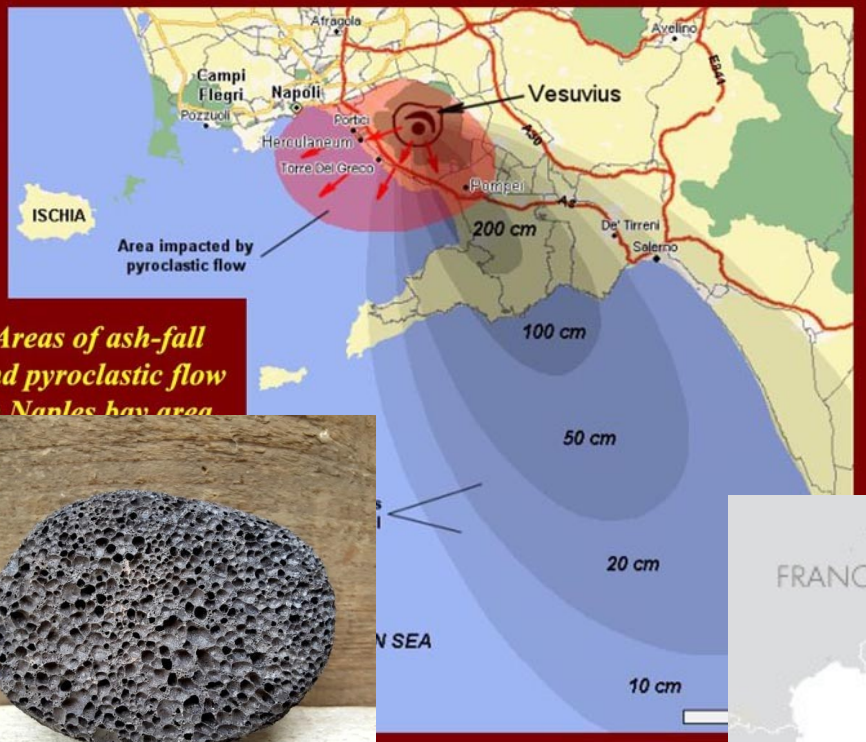 Afragola
Avellino
E841
Campi
Flegri
Napoli
Vesuvius
Pozzuoli
Portici
A30
Herculaneum
Torre Del Greco
Pompei
ISCHIA
200 cm
De' Tirreni
Salerno
Area impacted by
pyroclastic flow
100 cm
Areas of ash-fall
pyroclastic flow
Naples bay area
50 cm
20 cm
SEA
10 cm